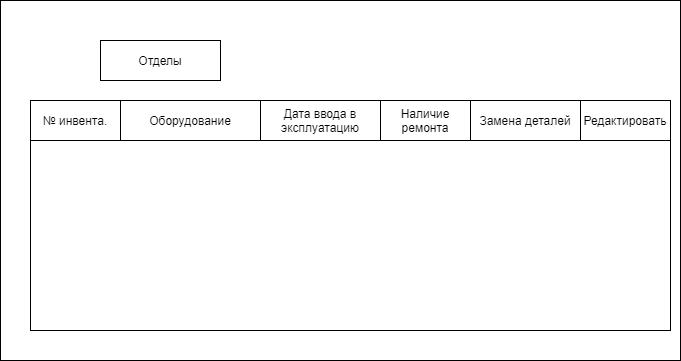 Отделы
№ инвента.
Оборудование
Дата ввода в
эксплуатацию
Наличие
ремонта
Замена деталей
Редактировать